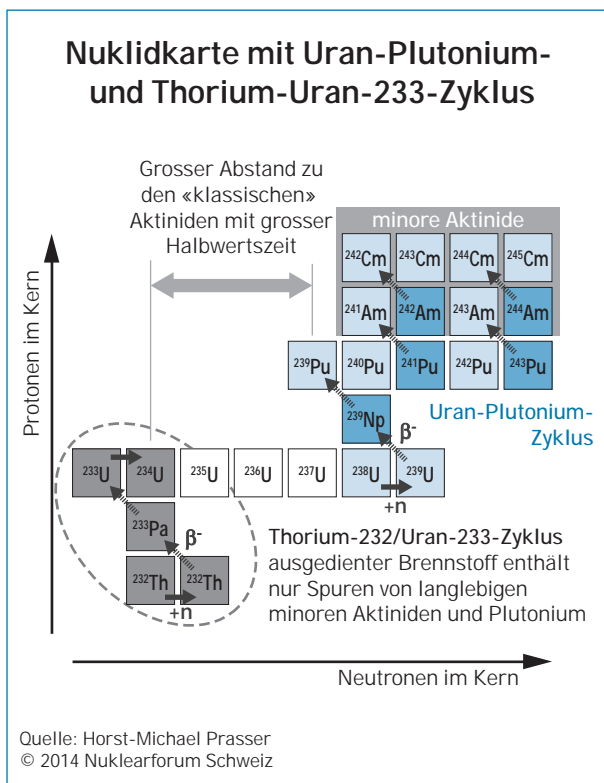 Nuklidkarte mit Uran-Plutonium-
und Thorium-Uran-233-Zyklus
Grosser Abstand zu
den «klassischen»
Aktiniden mit grosser
Halbwertszeit
minore Aktinide
²⁴²Cm ²⁴³Cm ²⁴⁴Cm ²⁴⁵Cm
²⁴¹Am ²⁴²Am ²⁴³Am ²⁴⁴Am
²³⁹Pu ²⁴⁰Pu ²⁴¹Pu ²⁴²Pu ²⁴³Pu
²³⁹Np
Uran-Plutonium-
Zyklus
β-
²³³U ²³⁴U ²³⁵U ²³⁶U ²³⁷U ²³⁸U ²³⁹U
+n
²³³Pa
β-
²³²Th ²³²Th
+n
Thorium-232/Uran-233-Zyklus
ausgedienter Brennstoff enthält
nur Spuren von langlebigen
minoren Aktiniden und Plutonium
Protonen im Kern
Neutronen im Kern
Quelle: Horst-Michael Prasser
© 2014 Nuklearforum Schweiz